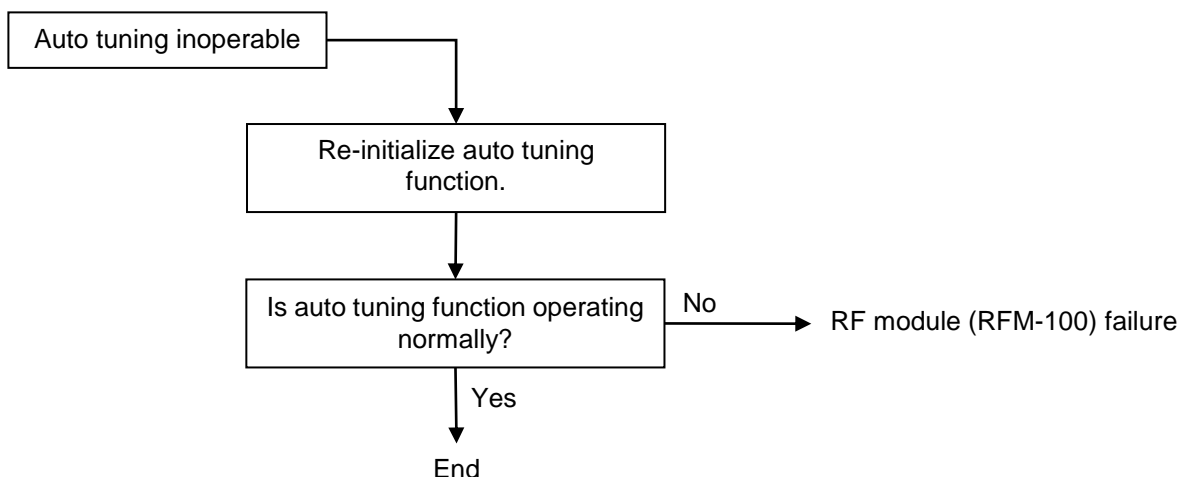 Auto tuning inoperable
Re-initialize auto tuning
function.
Is auto tuning function operating
normally?
No
RF module (RFM-100) failure
Yes
End